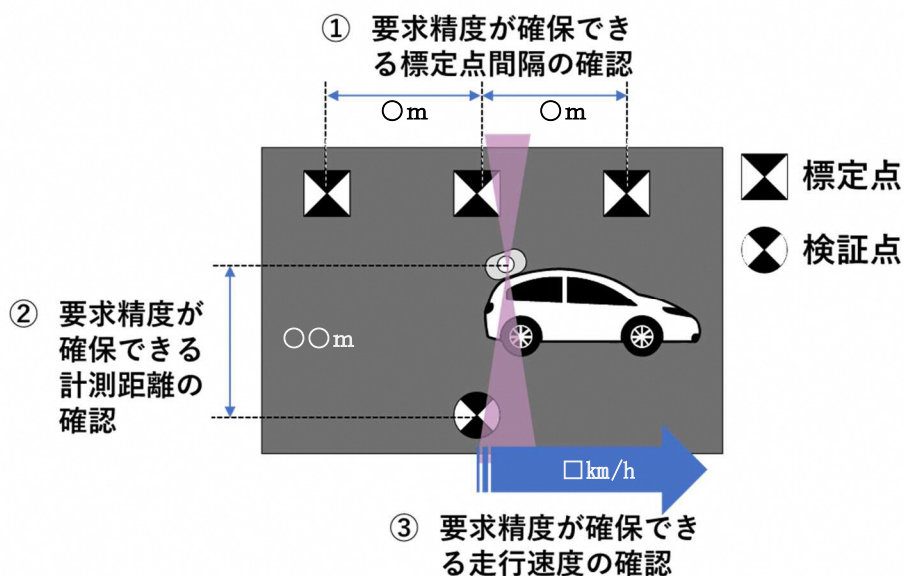 ① 要求精度が確保でき
る標定点間隔の確認
〇m
〇m
標定点
検証点
② 要求精度が
確保できる
計測距離の
確認
〇〇m
□km/h
③ 要求精度が確保でき
る走行速度の確認